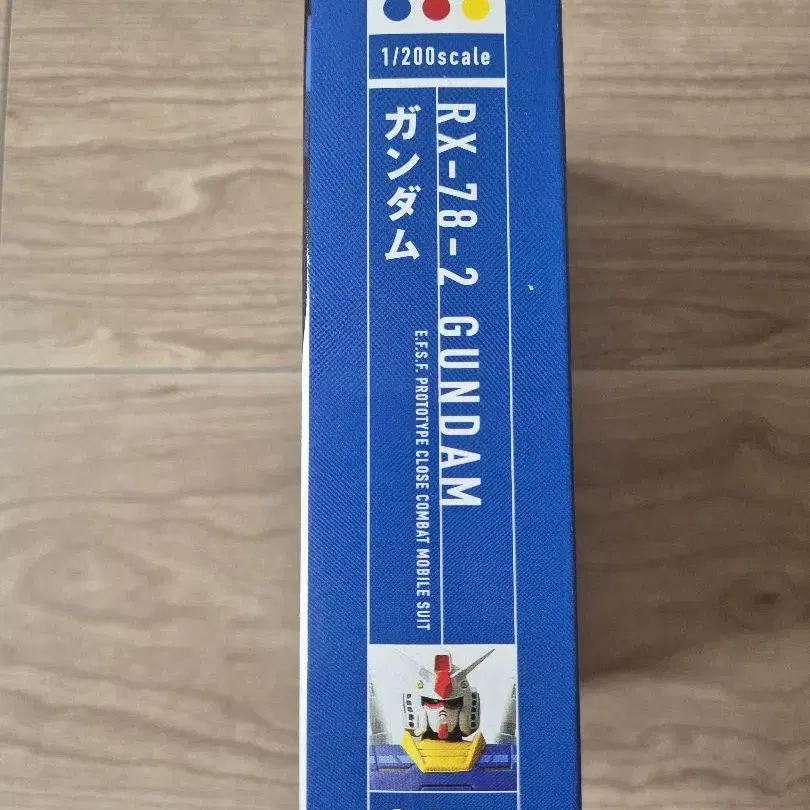 1/200scale
RX-78-2 GUNDAM
ガンダム
E.F.S.F. PROTOTYPE CLOSE COMBAT MOBILE SUIT